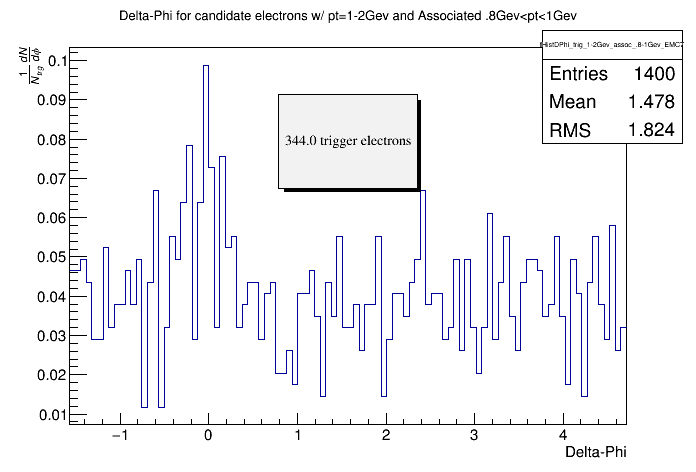 Delta-Phi for candidate electrons w/ pt=1-2Gev and Associated .8Gev<pt<1Gev
HistDPhi_trig_1-2Gev_assoc_.8-1Gev_EMC7
Entries 1400
Mean 1.478
RMS 1.824
344.0 trigger electrons
1 dN
N_trg dϕ
0.1
0.09
0.08
0.07
0.06
0.05
0.04
0.03
0.02
0.01
−1 0 1 2 3 4
Delta-Phi